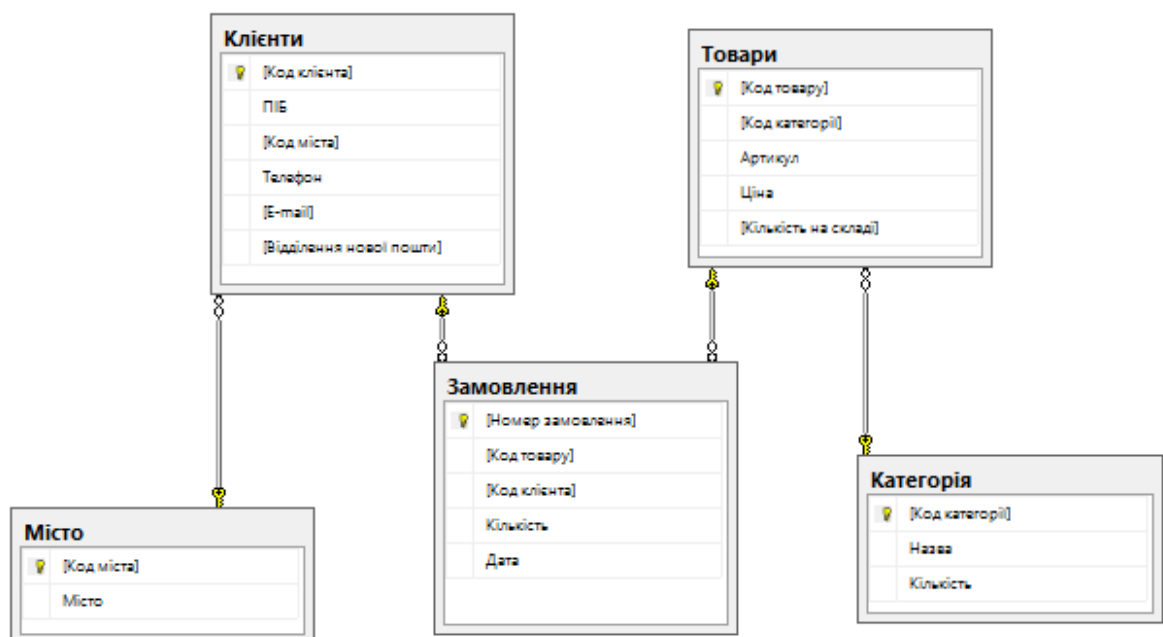 Клієнти
[Код клієнта]
ПІБ
[Код міста]
Телефон
[E-mail]
[Відділення нової пошти]
Товари
[Код товару]
[Код категорії]
Артикул
Ціна
[Кількість на складі]
Замовлення
[Номер замовлення]
[Код товару]
[Код клієнта]
Кількість
Дата
Місто
[Код міста]
Місто
Категорія
[Код категорії]
Назва
Кількість